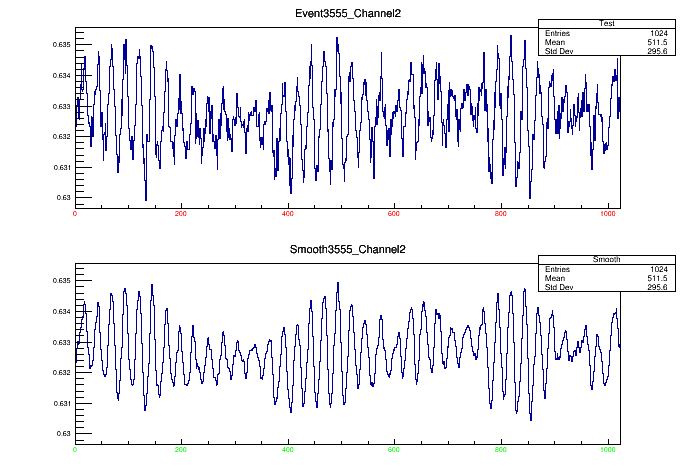 Event3555_Channel2
Test
Entries 1024
Mean 511.5
Std Dev 295.6
0.635
0.634
0.633
0.632
0.631
0.63
0 200 400 600 800 1000
Smooth3555_Channel2
Smooth
Entries 1024
Mean 511.5
Std Dev 295.6
0.635
0.634
0.633
0.632
0.631
0.63
0 200 400 600 800 1000